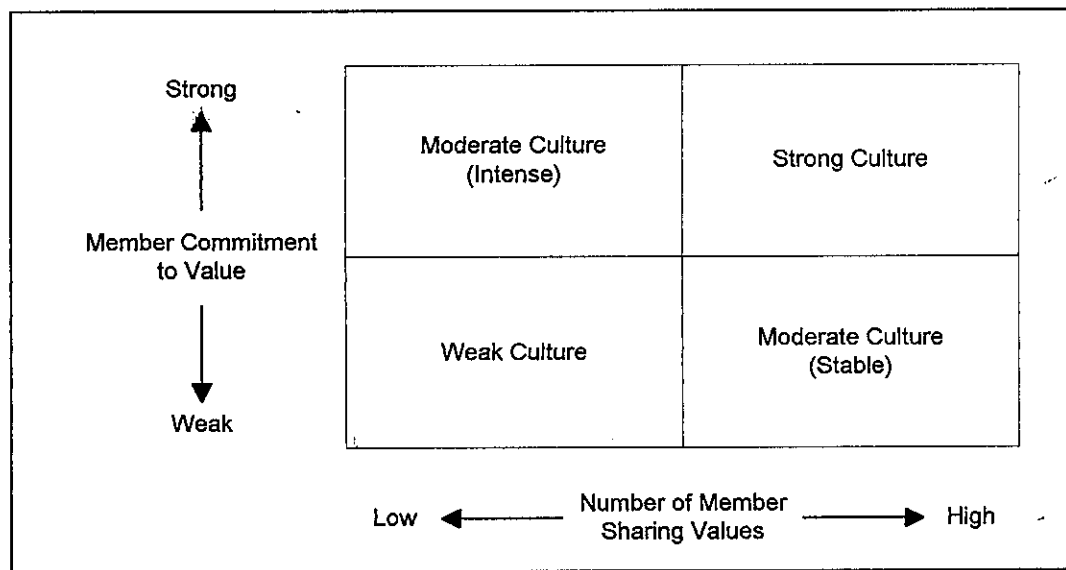 Strong
Moderate Culture
(Intense)
Strong Culture
Member Commitment
to Value
Weak Culture
Moderate Culture
(Stable)
Weak
Low
Number of Member
Sharing Values
High